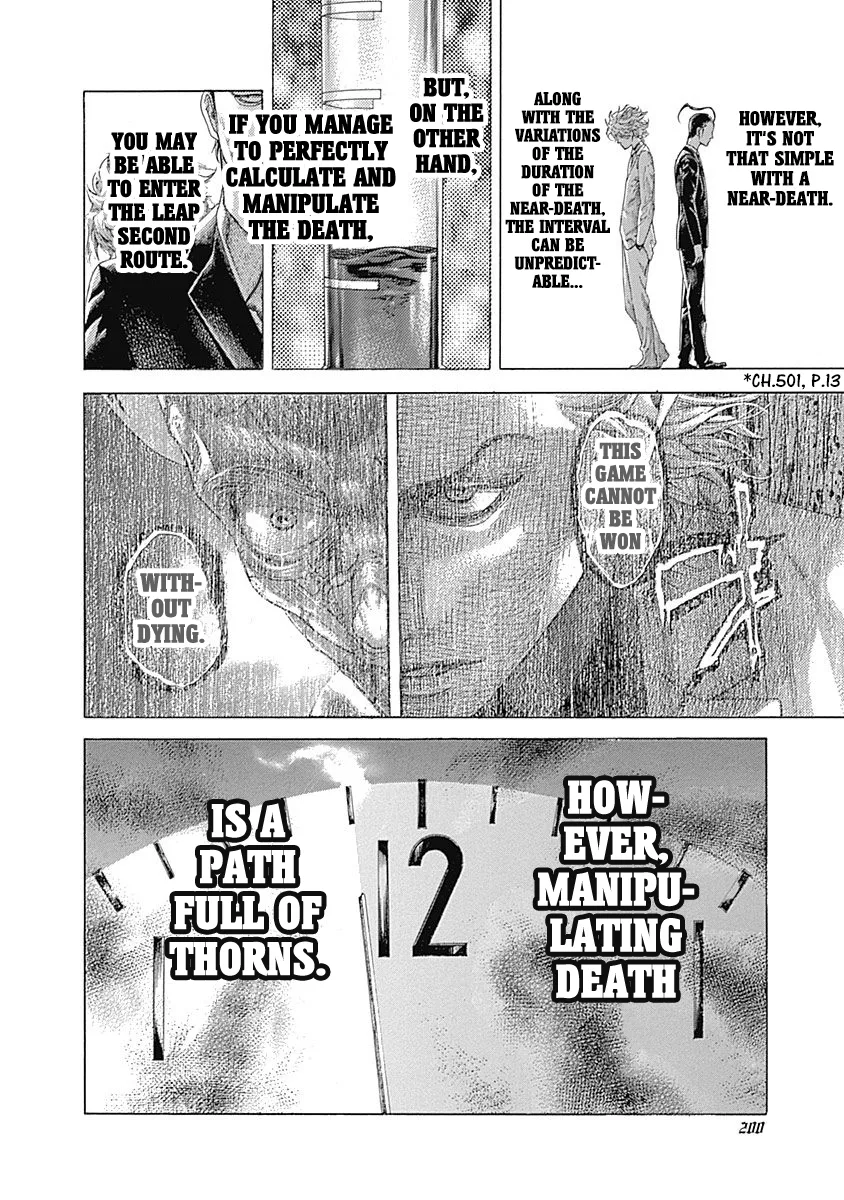 HOWEVER,
IT'S NOT
THAT SIMPLE
WITH A
NEAR-DEATH.
ALONG
WITH THE
VARIATIONS
OF THE
DURATION
OF THE
NEAR-DEATH,
THE INTERVAL
CAN BE
UNPREDICT-
ABLE...
*CH.501, P.13
BUT,
ON THE
OTHER
HAND,
IF YOU MANAGE
TO PERFECTLY
CALCULATE AND
MANIPULATE
THE DEATH,
YOU MAY
BE ABLE
TO ENTER
THE LEAP
SECOND
ROUTE.
THIS
GAME
CANNOT
BE
WON
WITH-
OUT
DYING.
HOW-
EVER,
MANIPU-
LATING
DEATH
12
IS A
PATH
FULL OF
THORNS.
200